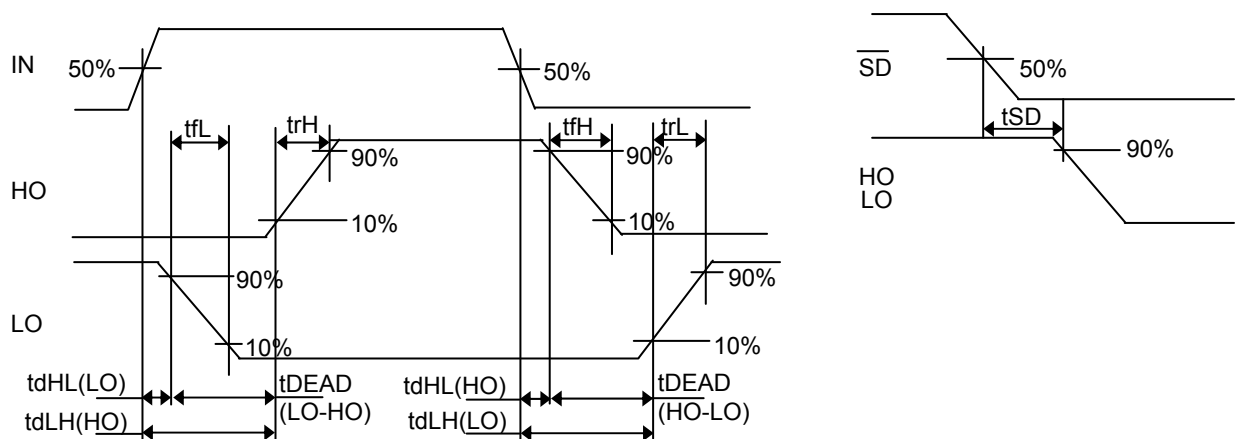 IN
50%
50%
tfL
trH
tfH
trL
90%
90%
HO
10%
10%
90%
90%
LO
10%
10%
tdHL(LO)
tDEAD
(LO-HO)
tdHL(HO)
tDEAD
(HO-LO)
tdLH(HO)
tdLH(LO)
SD
50%
tSD
90%
HO
LO